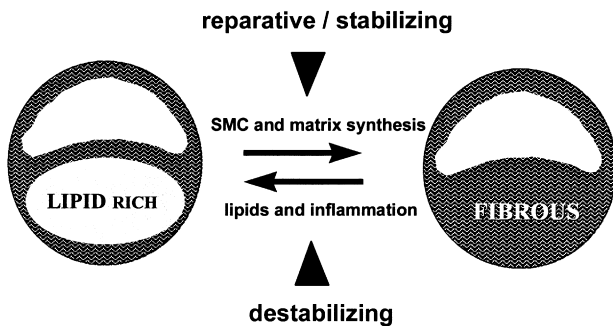 reparative / stabilizing
SMC and matrix synthesis
LIPID RICH
lipids and inflammation
FIBROUS
destabilizing